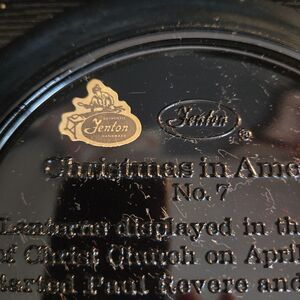 AUTHENTIC
Fenton
HANDMADE
Fenton
®
Christmas in Ame
No. 7
Lanterns displayed in the
of Christ Church on April
started Paul Revere and